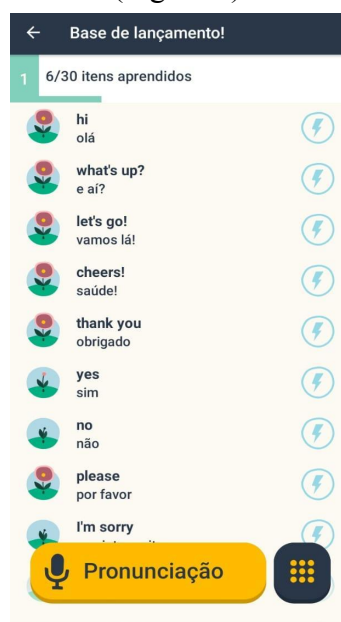 Base de lançamento!
1
6/30 itens aprendidos
hi
olá
what's up?
e aí?
let's go!
vamos lá!
cheers!
saúde!
thank you
obrigado
yes
sim
no
não
please
por favor
I'm sorry
Pronunciação